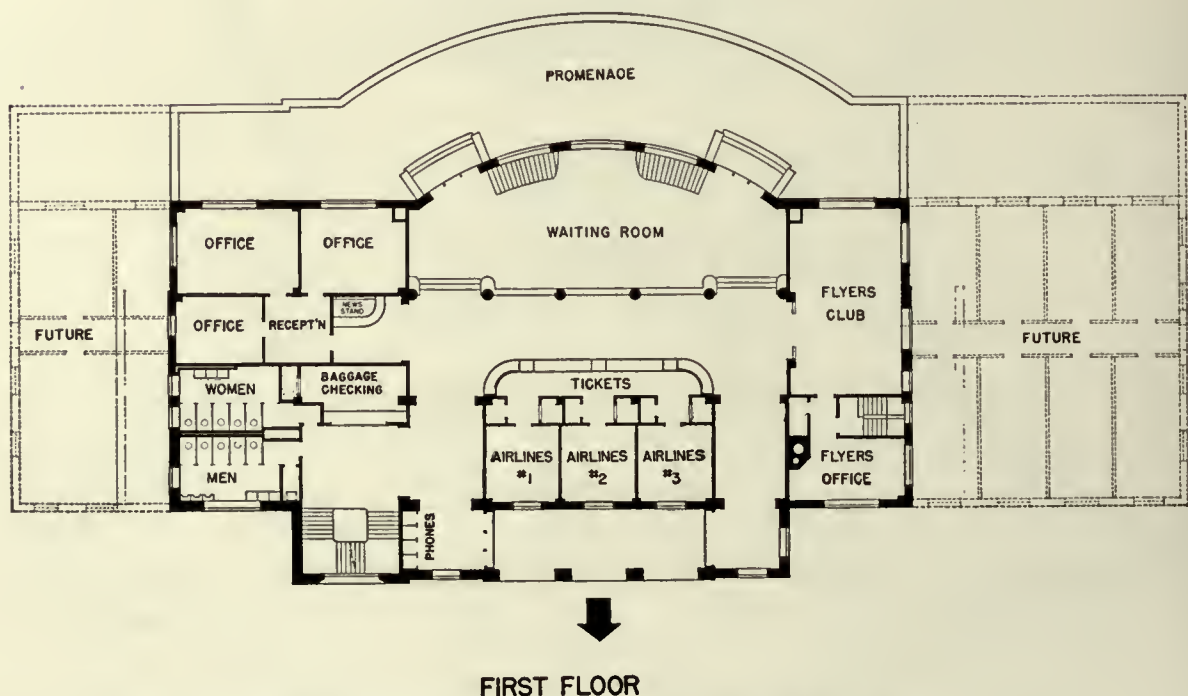 PROMENADE
WAITING ROOM
OFFICE
OFFICE
NEWS
STAND
OFFICE
RECEPT'N
FLYERS
CLUB
FUTURE
FUTURE
TICKETS
BAGGAGE
CHECKING
WOMEN
AIRLINES
#1
AIRLINES
#2
AIRLINES
#3
FLYERS
OFFICE
MEN
PHONES
FIRST FLOOR